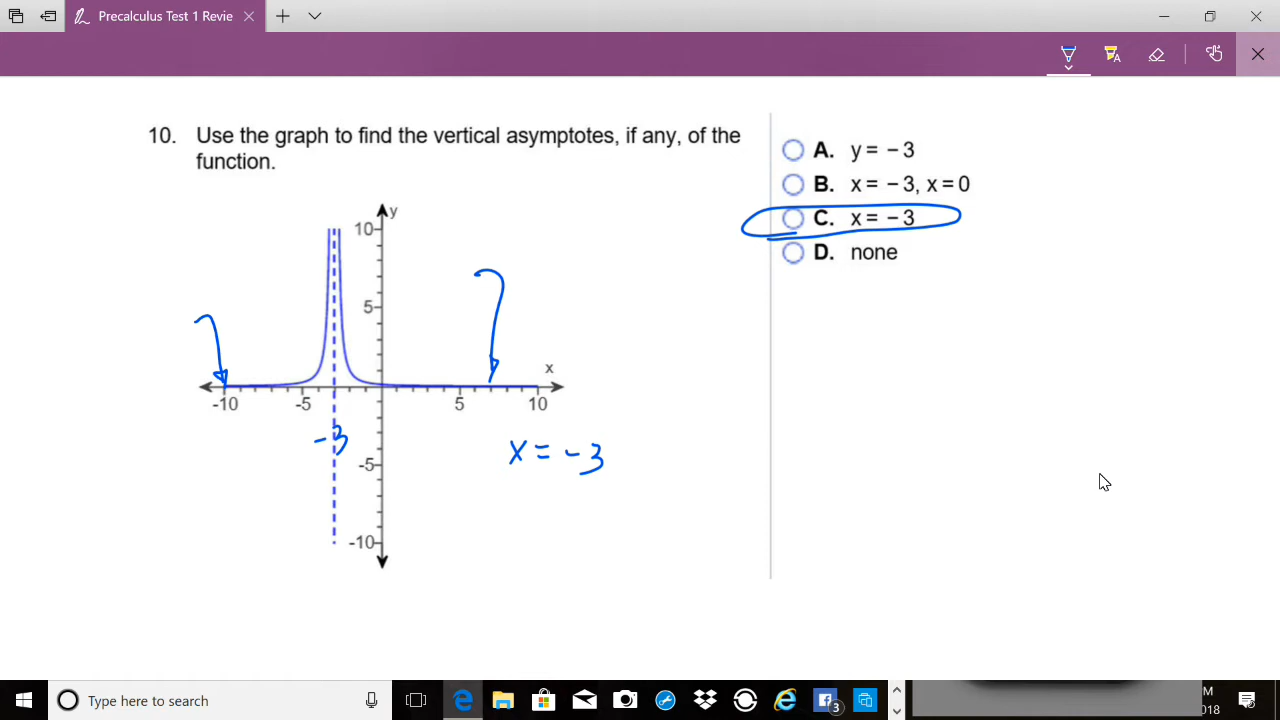 Precalculus Test 1 Revie
10. Use the graph to find the vertical asymptotes, if any, of the
function.
A. y = − 3
B. x = − 3, x = 0
C. x = − 3
D. none
y
10
5
x
-10 -5 5 10
-3
x = -3
-5
-10
Type here to search
3
M
018